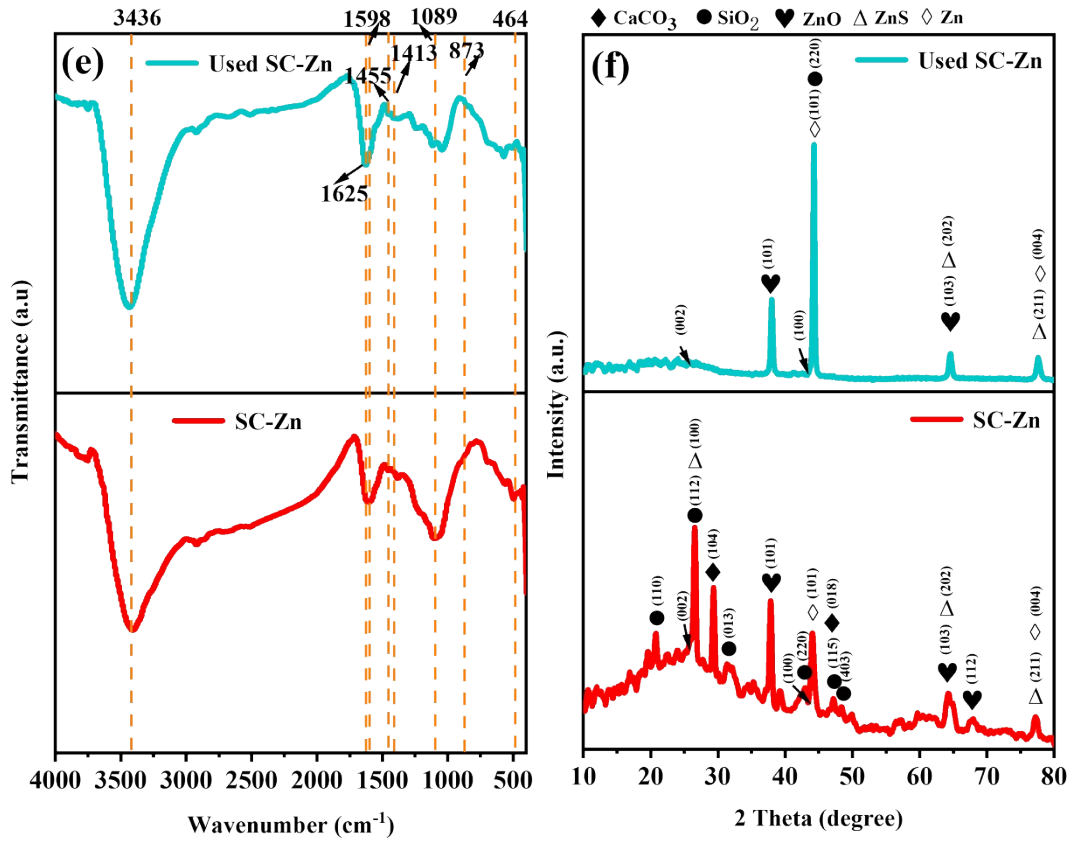 3436 1598 1089 464
(e)
Used SC-Zn
1455 1413 873
1625
SC-Zn
Transmittance (a.u)
4000 3500 3000 2500 2000 1500 1000 500
Wavenumber (cm-1)
◆ CaCO3 ● SiO2 ♥ ZnO △ ZnS ◇ Zn
(f)
Used SC-Zn
(002)
♥ (101)
(100)
◇ (101) ● (220)
♥ (103) △ (202)
△ (211) ◇ (004)
SC-Zn
● (110)
(002)
● (112) △ (100)
◆ (104)
● (013)
♥ (101)
(100)
● (220)
◇ (101)
● (115) ◆ (018)
● (403)
♥ (103) △ (202)
♥ (112)
△ (211) ◇ (004)
Intensity (a.u.)
10 20 30 40 50 60 70 80
2 Theta (degree)